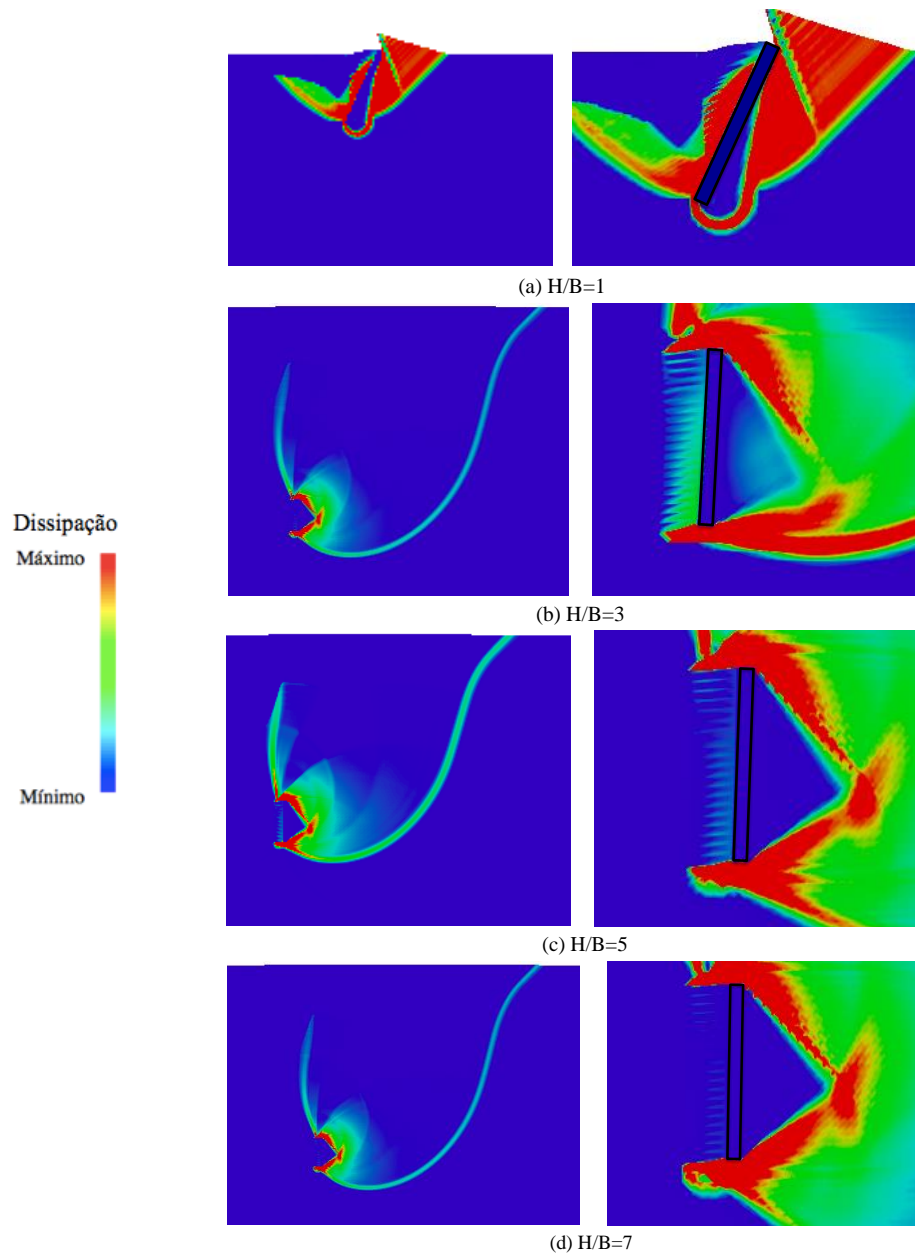 (a) H/B=1
(b) H/B=3
Dissipação
Máximo
Mínimo
(c) H/B=5
(d) H/B=7